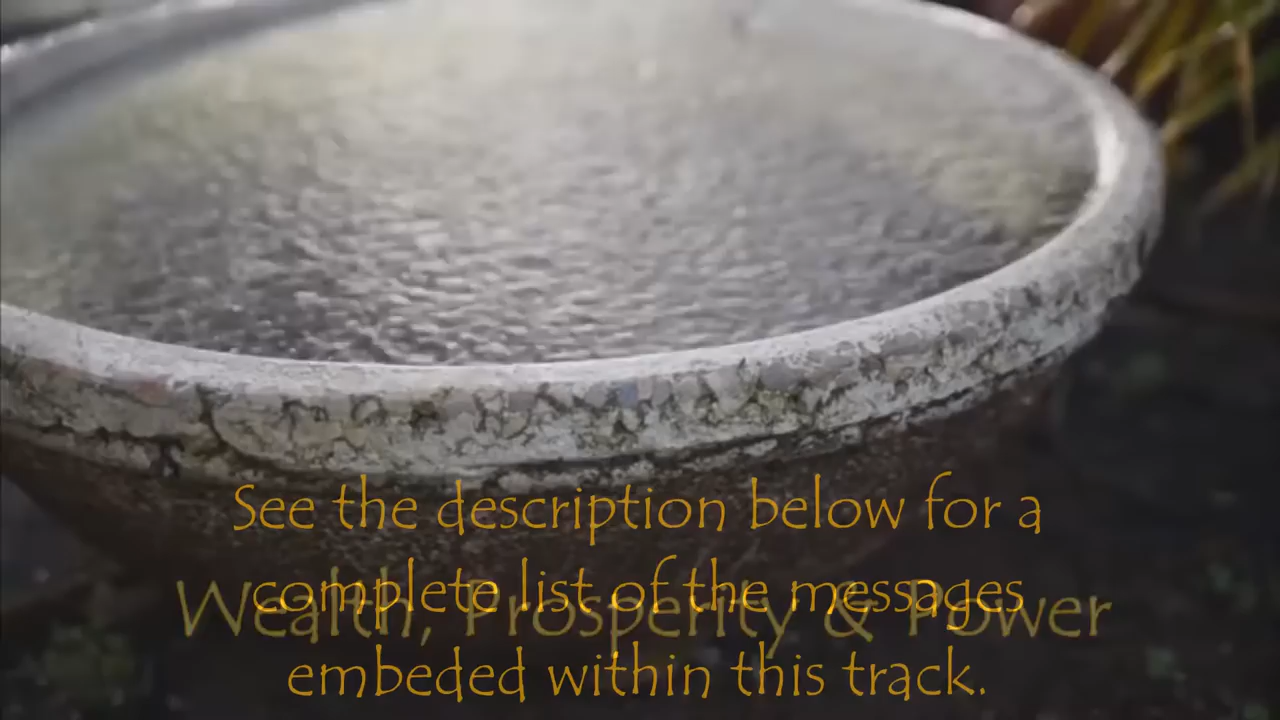 See the description below for a
complete list of the messages
Wealth, Prosperity & Power
embeded within this track.